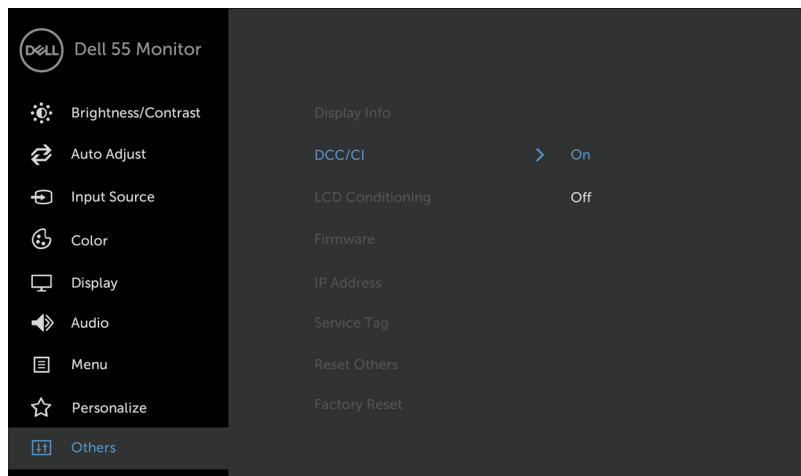 DELL Dell 55 Monitor
Brightness/Contrast
Auto Adjust
Input Source
Color
Display
Audio
Menu
Personalize
Others
Display Info
DCC/CI On
LCD Conditioning Off
Firmware
IP Address
Service Tag
Reset Others
Factory Reset